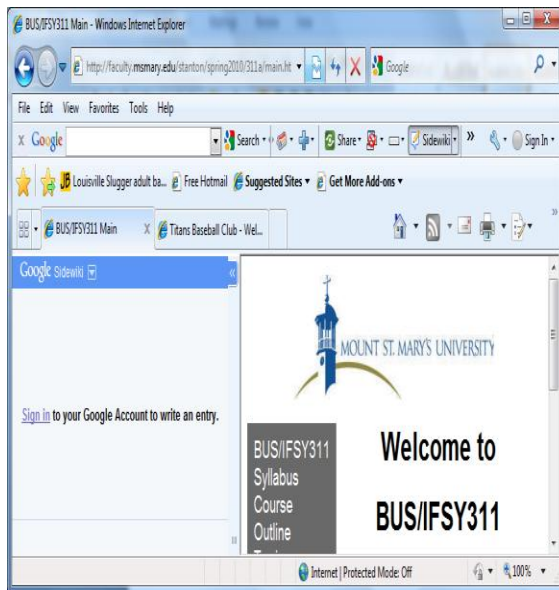 BUS/IFSY311 Main - Windows Internet Explorer
http://faculty.msmary.edu/stanton/spring2010/311a/main.ht
Google
File Edit View Favorites Tools Help
x Google Search Share Sidewiki » Sign In
Louisville Slugger adult ba... Free Hotmail Suggested Sites Get More Add-ons
BUS/IFSY311 Main X Titans Baseball Club - Wel... »
Google Sidewiki «
Sign in to your Google Account to write an entry.
MOUNT ST. MARY'S UNIVERSITY
BUS/IFSY311
Syllabus
Course
Outline
Welcome to
BUS/IFSY311
Internet | Protected Mode: Off 100%